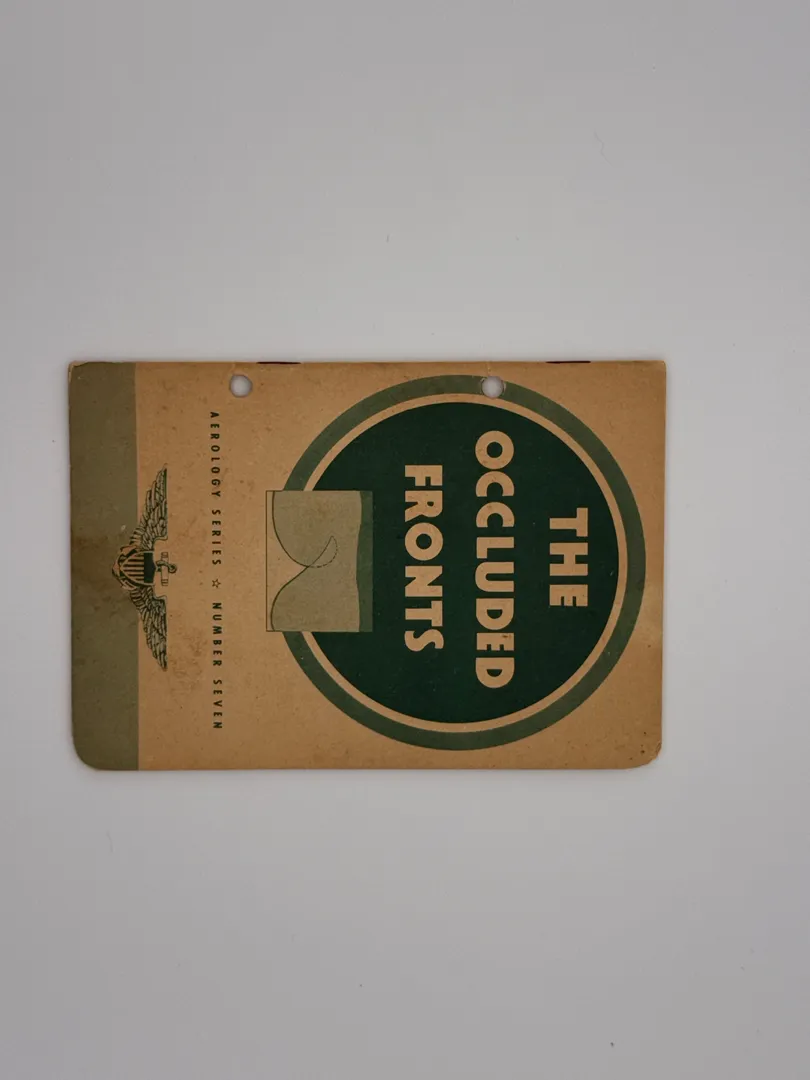 THE
OCCLUDED
FRONTS
AEROLOGY SERIES ☆ NUMBER SEVEN